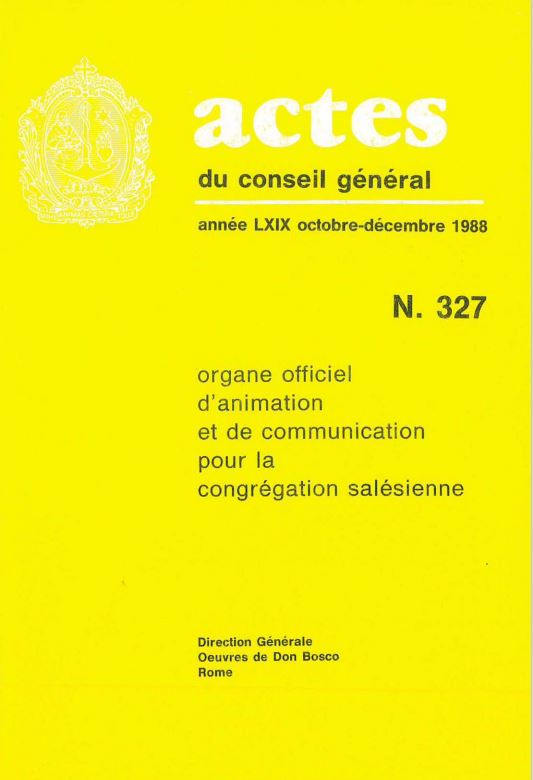 actes
du conseil général
année LXIX octobre-décembre 1988
N. 327
organe officiel
d'animation
et de communication
pour la
congrégation salésienne
Direction Générale
Oeuvres de Don Bosco
Rome